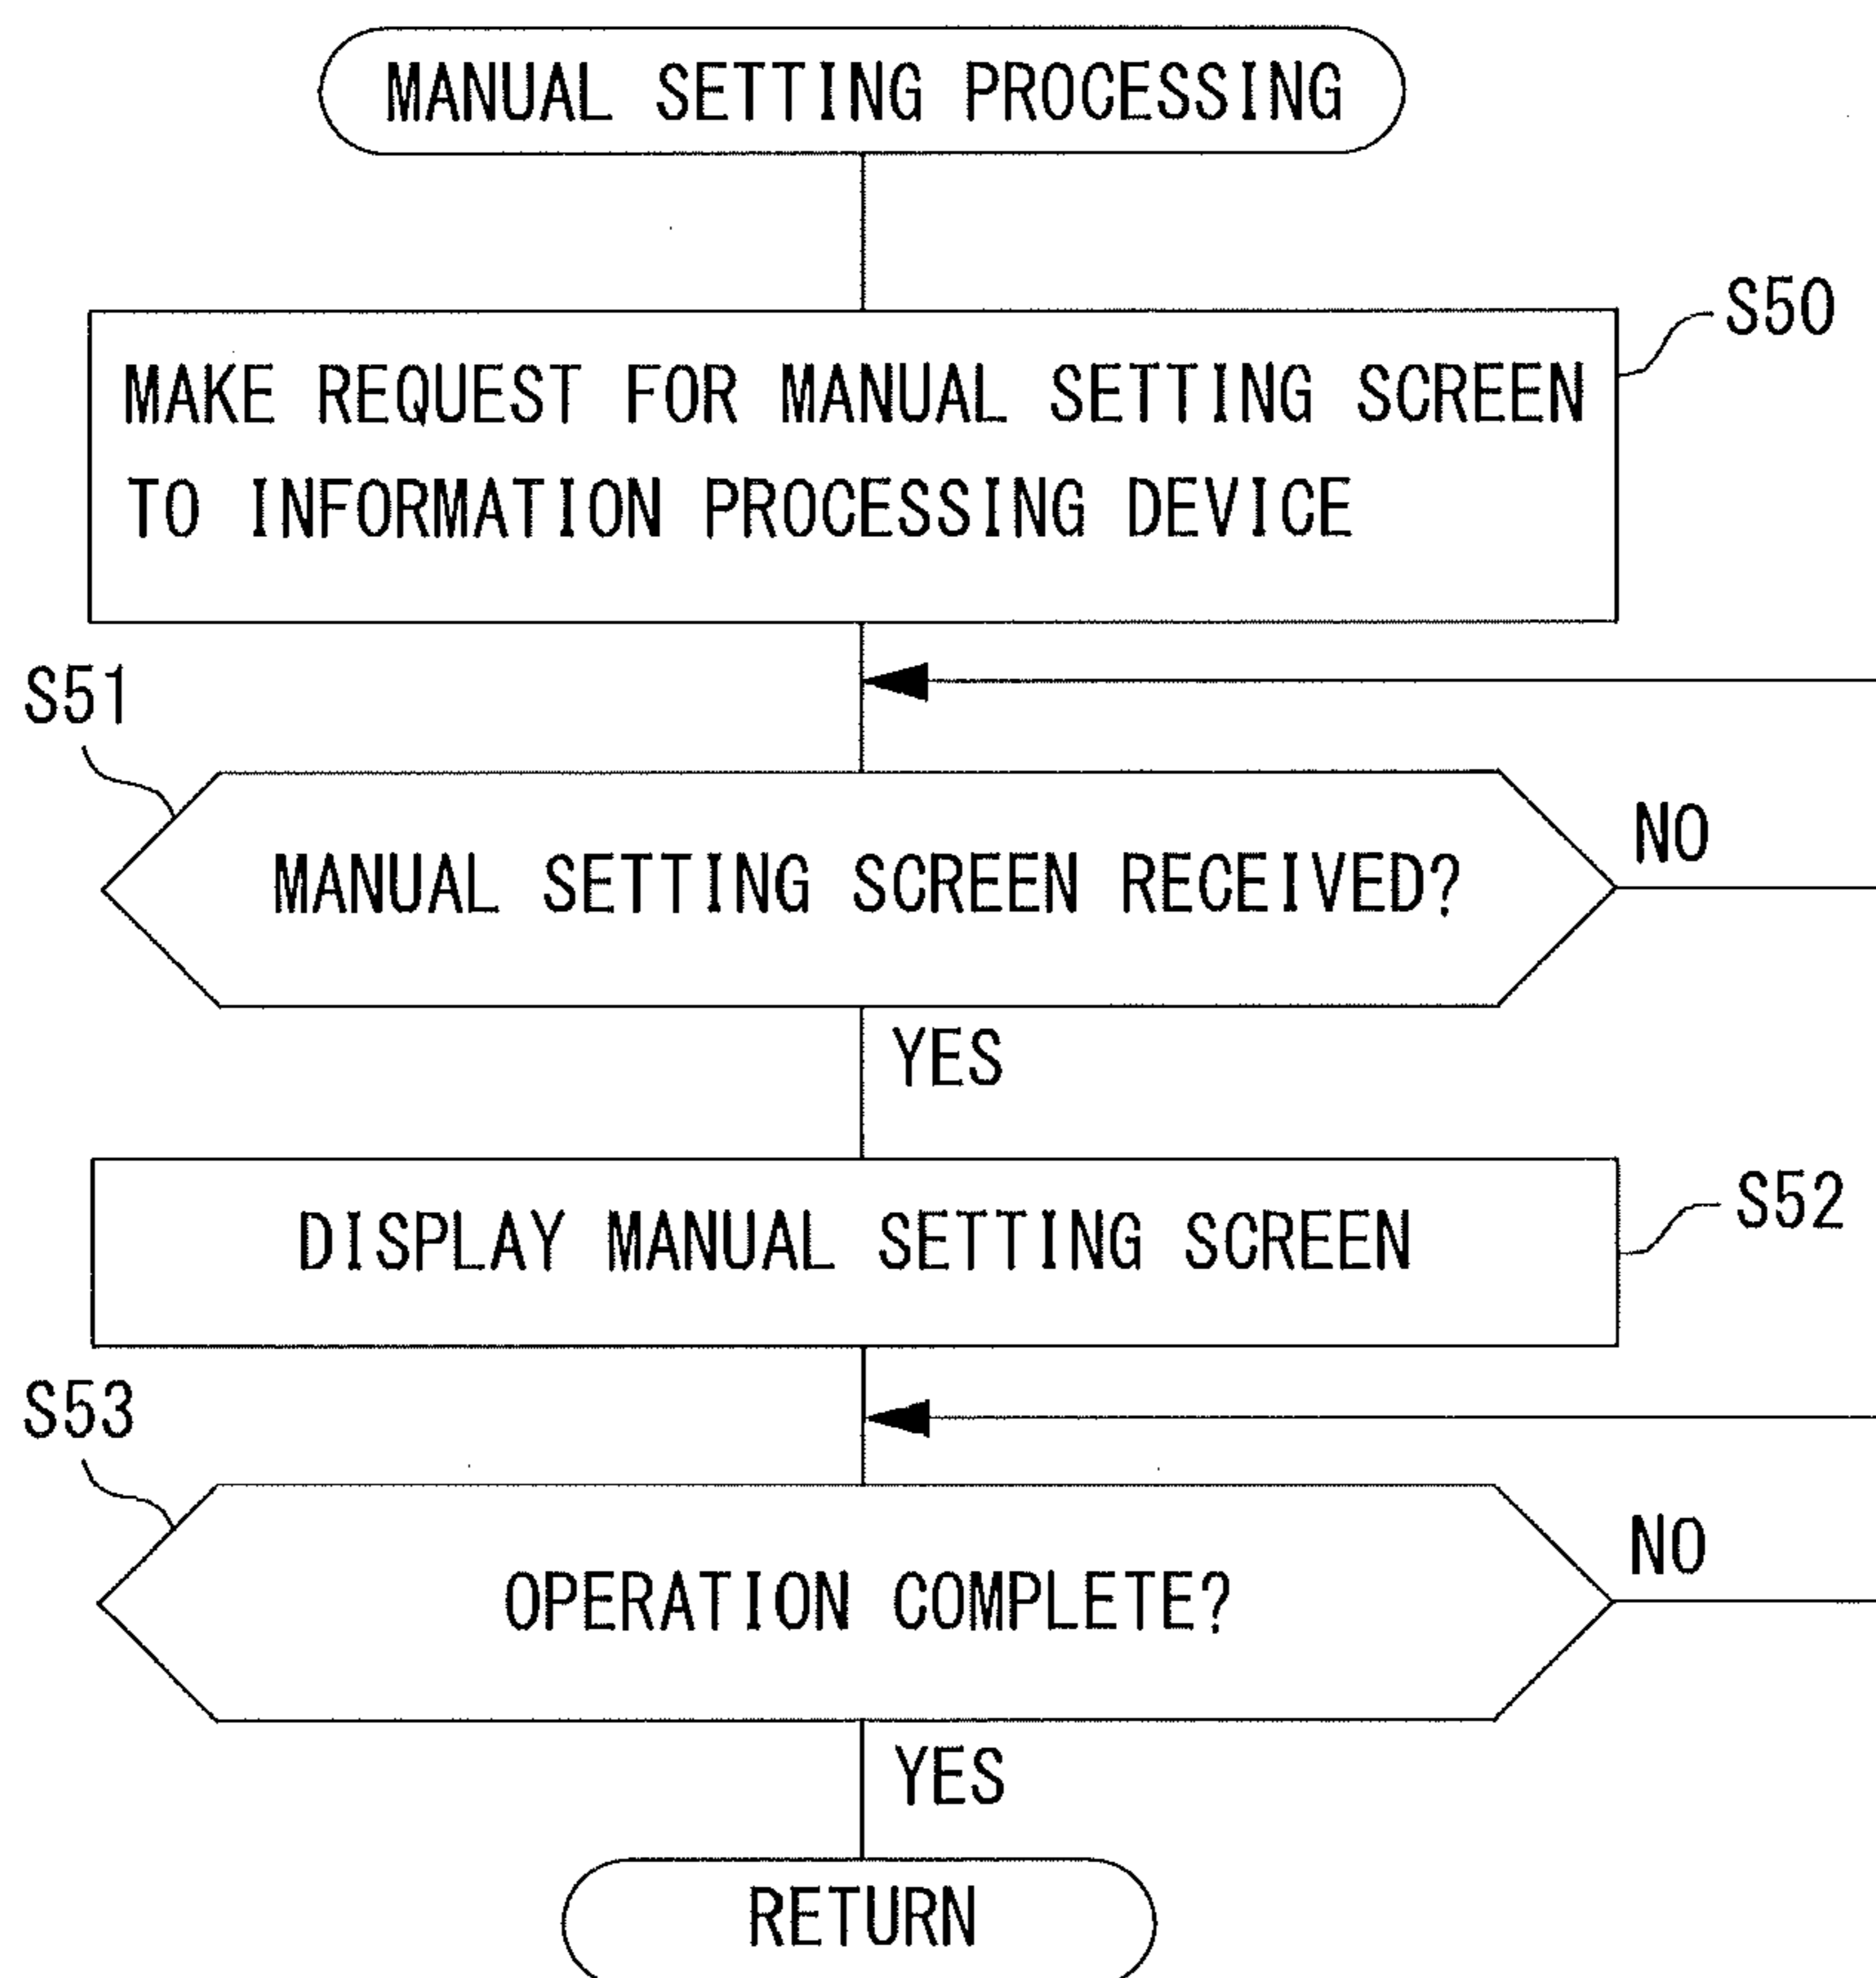 MANUAL SETTING PROCESSING
S50
MAKE REQUEST FOR MANUAL SETTING SCREEN
TO INFORMATION PROCESSING DEVICE
S51
MANUAL SETTING SCREEN RECEIVED?
NO
YES
S52
DISPLAY MANUAL SETTING SCREEN
S53
OPERATION COMPLETE?
NO
YES
RETURN